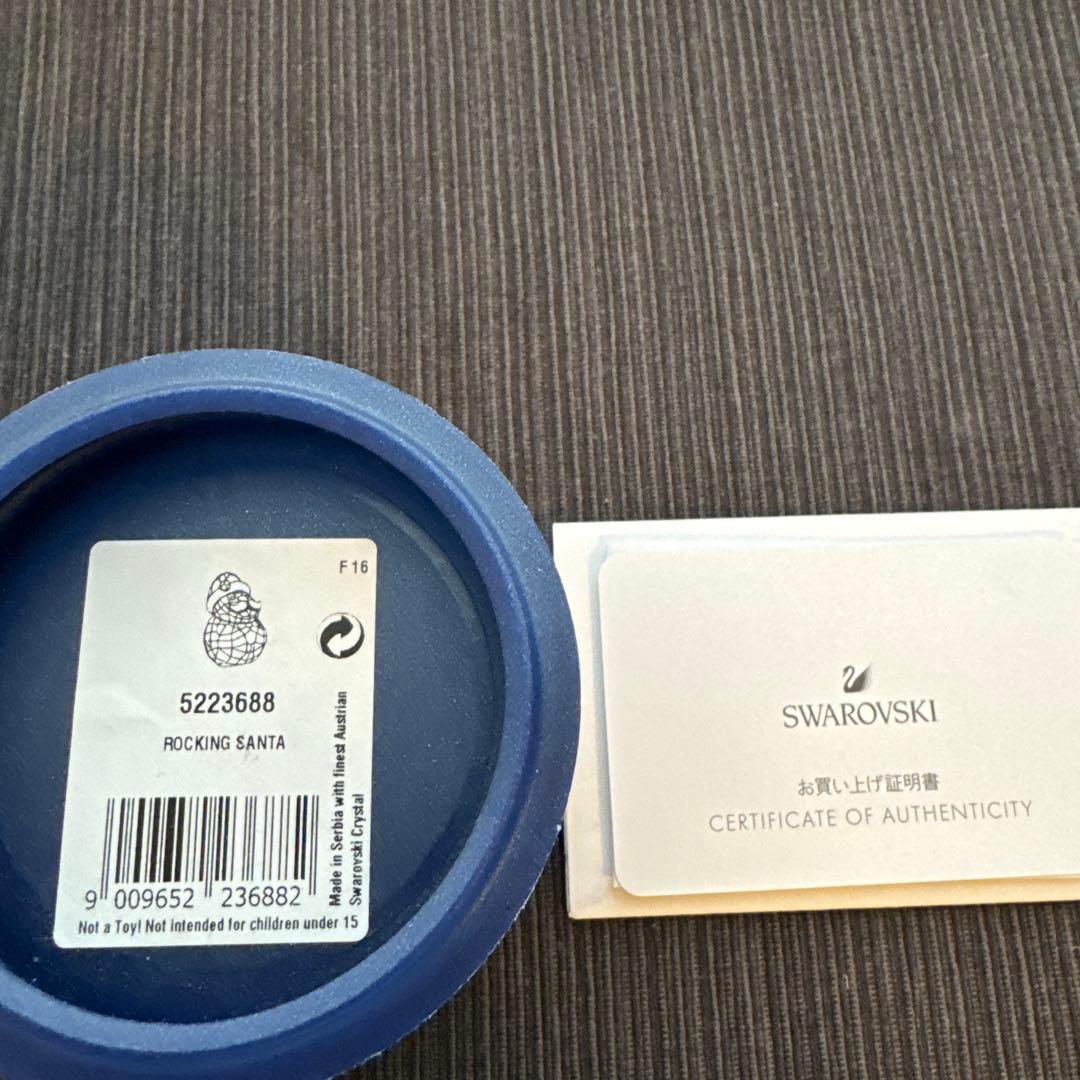 F 16
5223688
ROCKING SANTA
Made in Serbia with finest Austrian
Swarovski Crystal
9 009652 236882
Not a Toy! Not intended for children under 15
SWAROVSKI
お買い上げ証明書
CERTIFICATE OF AUTHENTICITY